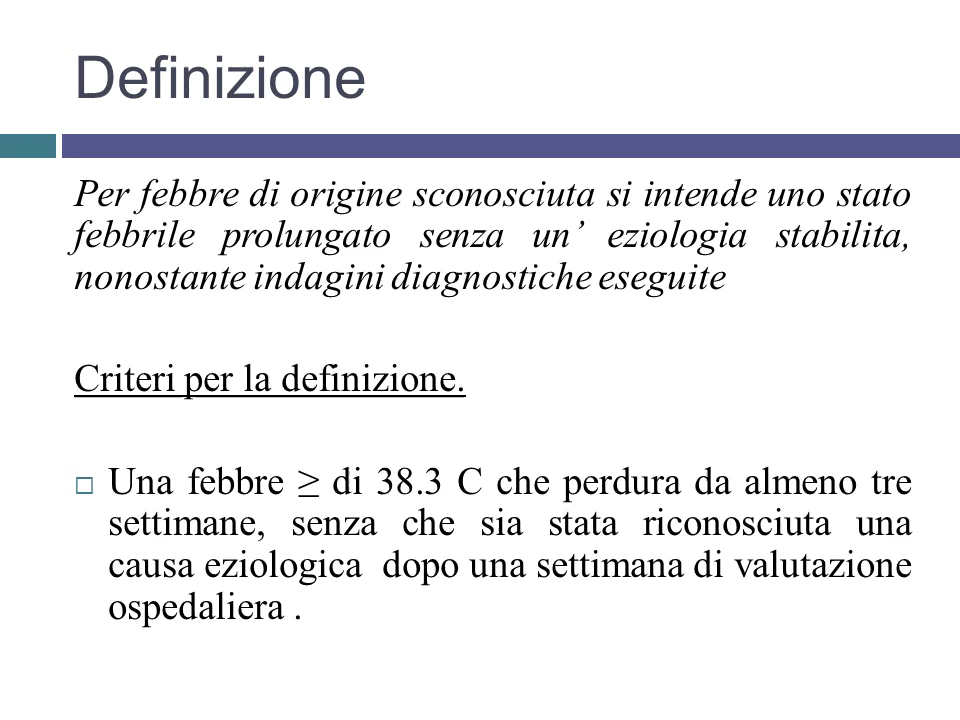 Definizione
Per febbre di origine sconosciuta si intende uno stato
febbrile prolungato senza un’ eziologia stabilita,
nonostante indagini diagnostiche eseguite
Criteri per la definizione.
Una febbre ≥ di 38.3 C che perdura da almeno tre
settimane, senza che sia stata riconosciuta una
causa eziologica dopo una settimana di valutazione
ospedaliera .